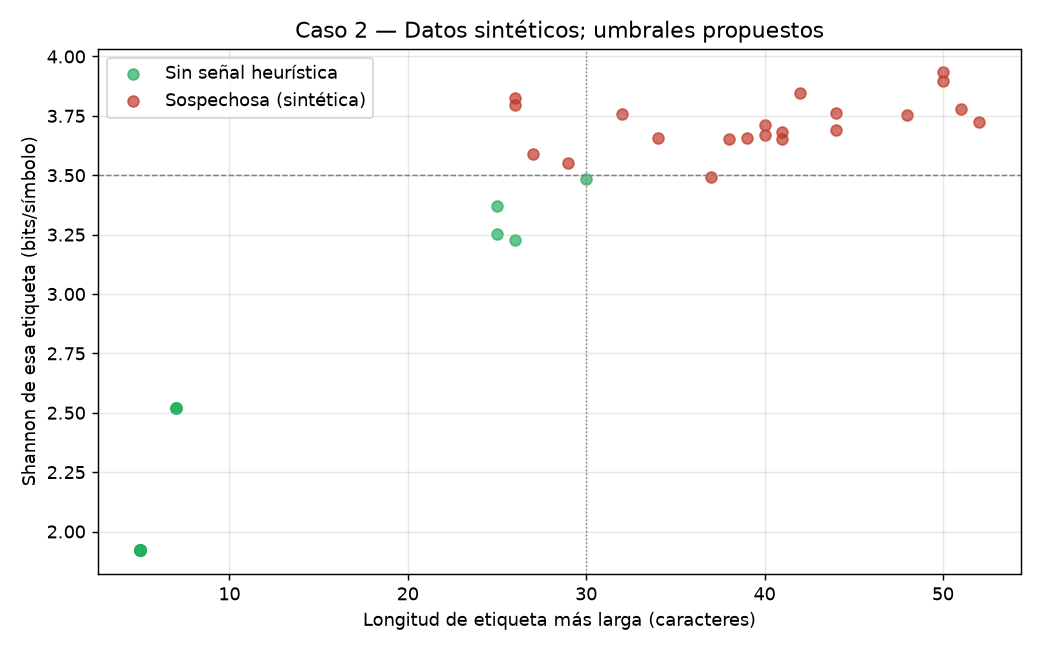 Caso 2 — Datos sintéticos; umbrales propuestos
Sin señal heurística
Sospechosa (sintética)
4.00
3.75
3.50
3.25
3.00
2.75
2.50
2.25
2.00
Shannon de esa etiqueta (bits/símbolo)
10
20
30
40
50
Longitud de etiqueta más larga (caracteres)